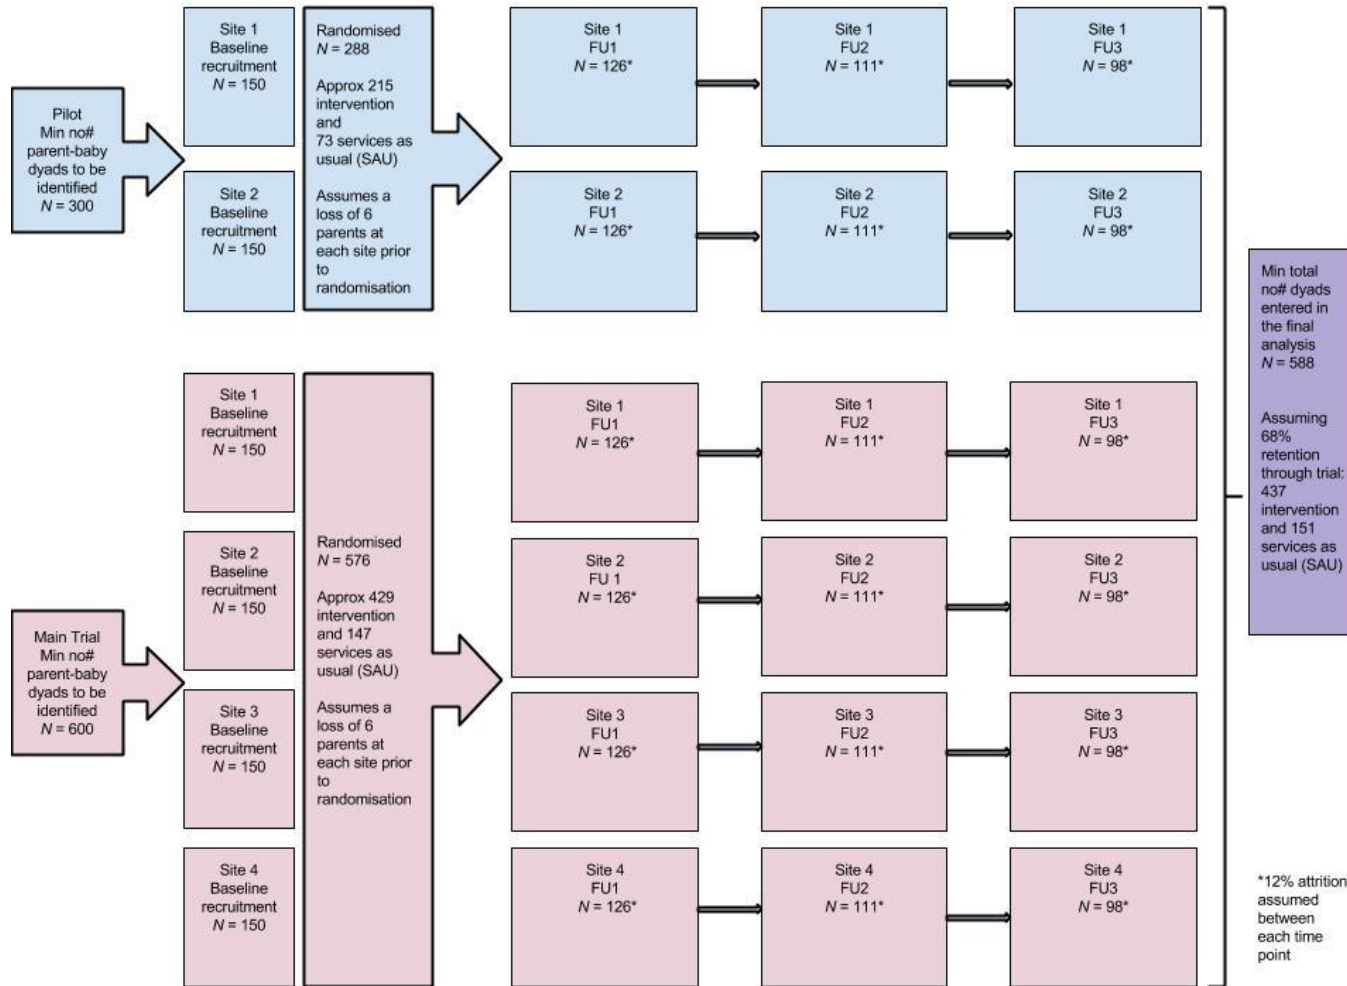 Pilot
Min no#
parent-baby
dyads to be
identified
N = 300
Site 1
Baseline
recruitment
N = 150
Site 2
Baseline
recruitment
N = 150
Randomised
N = 288
Approx 215
intervention
and
73 services as
usual (SAU)
Assumes a
loss of 6
parents at
each site prior
to
randomisation
Site 1
FU1
N = 126*
Site 1
FU2
N = 111*
Site 1
FU3
N = 98*
Site 2
FU1
N = 126*
Site 2
FU2
N = 111*
Site 2
FU3
N = 98*
Main Trial
Min no#
parent-baby
dyads to be
identified
N = 600
Site 1
Baseline
recruitment
N = 150
Site 2
Baseline
recruitment
N = 150
Site 3
Baseline
recruitment
N = 150
Site 4
Baseline
recruitment
N = 150
Randomised
N = 576
Approx 429
intervention
and 147
services as
usual (SAU)
Assumes a
loss of 6
parents at
each site prior
to
randomisation
Site 1
FU1
N = 126*
Site 1
FU2
N = 111*
Site 1
FU3
N = 98*
Site 2
FU 1
N = 126*
Site 2
FU2
N = 111*
Site 2
FU3
N = 98*
Site 3
FU1
N = 126*
Site 3
FU2
N = 111*
Site 3
FU3
N = 98*
Site 4
FU1
N = 126*
Site 4
FU2
N = 111*
Site 4
FU3
N = 98*
Min total
no# dyads
entered in
the final
analysis
N = 588
Assuming
68%
retention
through trial:
437
intervention
and 151
services as
usual (SAU)
*12% attrition
assumed
between
each time
point